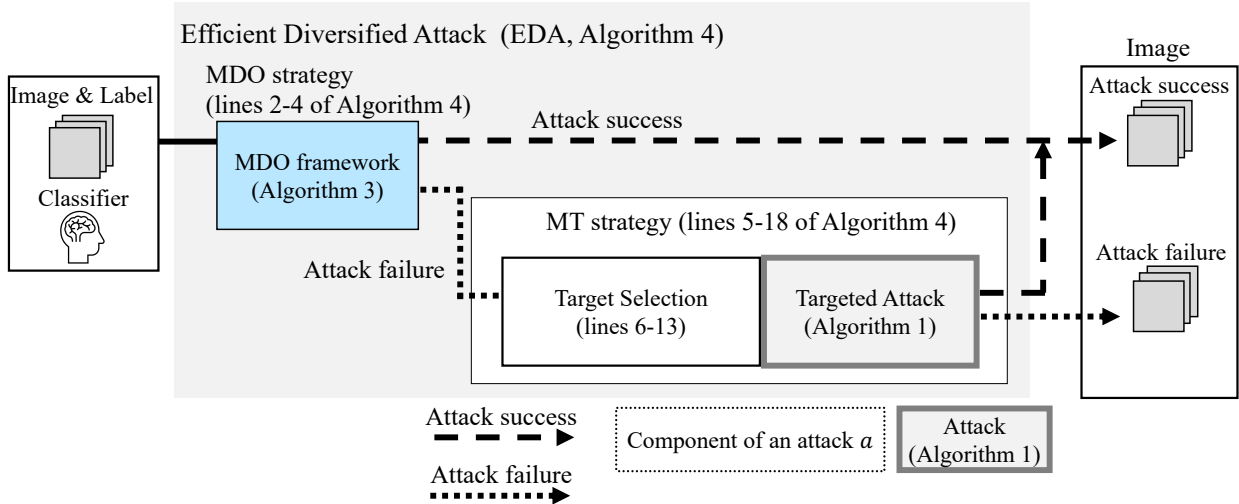 Efficient Diversified Attack (EDA, Algorithm 4)
Image
Image & Label
Classifier
MDO strategy
(lines 2-4 of Algorithm 4)
MDO framework
(Algorithm 3)
Attack success
Attack failure
MT strategy (lines 5-18 of Algorithm 4)
Target Selection
(lines 6-13)
Targeted Attack
(Algorithm 1)
Attack success
Attack failure
Attack success
Attack failure
Component of an attack a
Attack
(Algorithm 1)